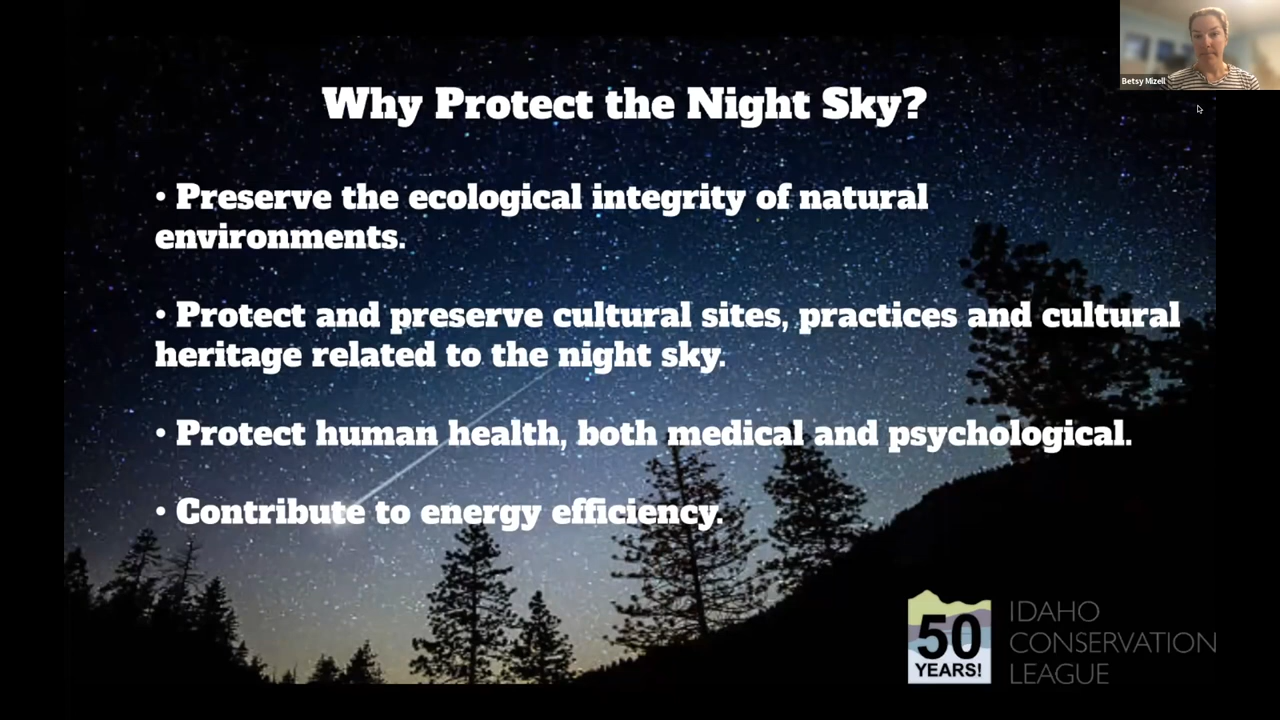 Betsy Mizell
Why Protect the Night Sky?
• Preserve the ecological integrity of natural
environments.
• Protect and preserve cultural sites, practices and cultural
heritage related to the night sky.
• Protect human health, both medical and psychological.
• Contribute to energy efficiency.
50
YEARS!
IDAHO
CONSERVATION
LEAGUE